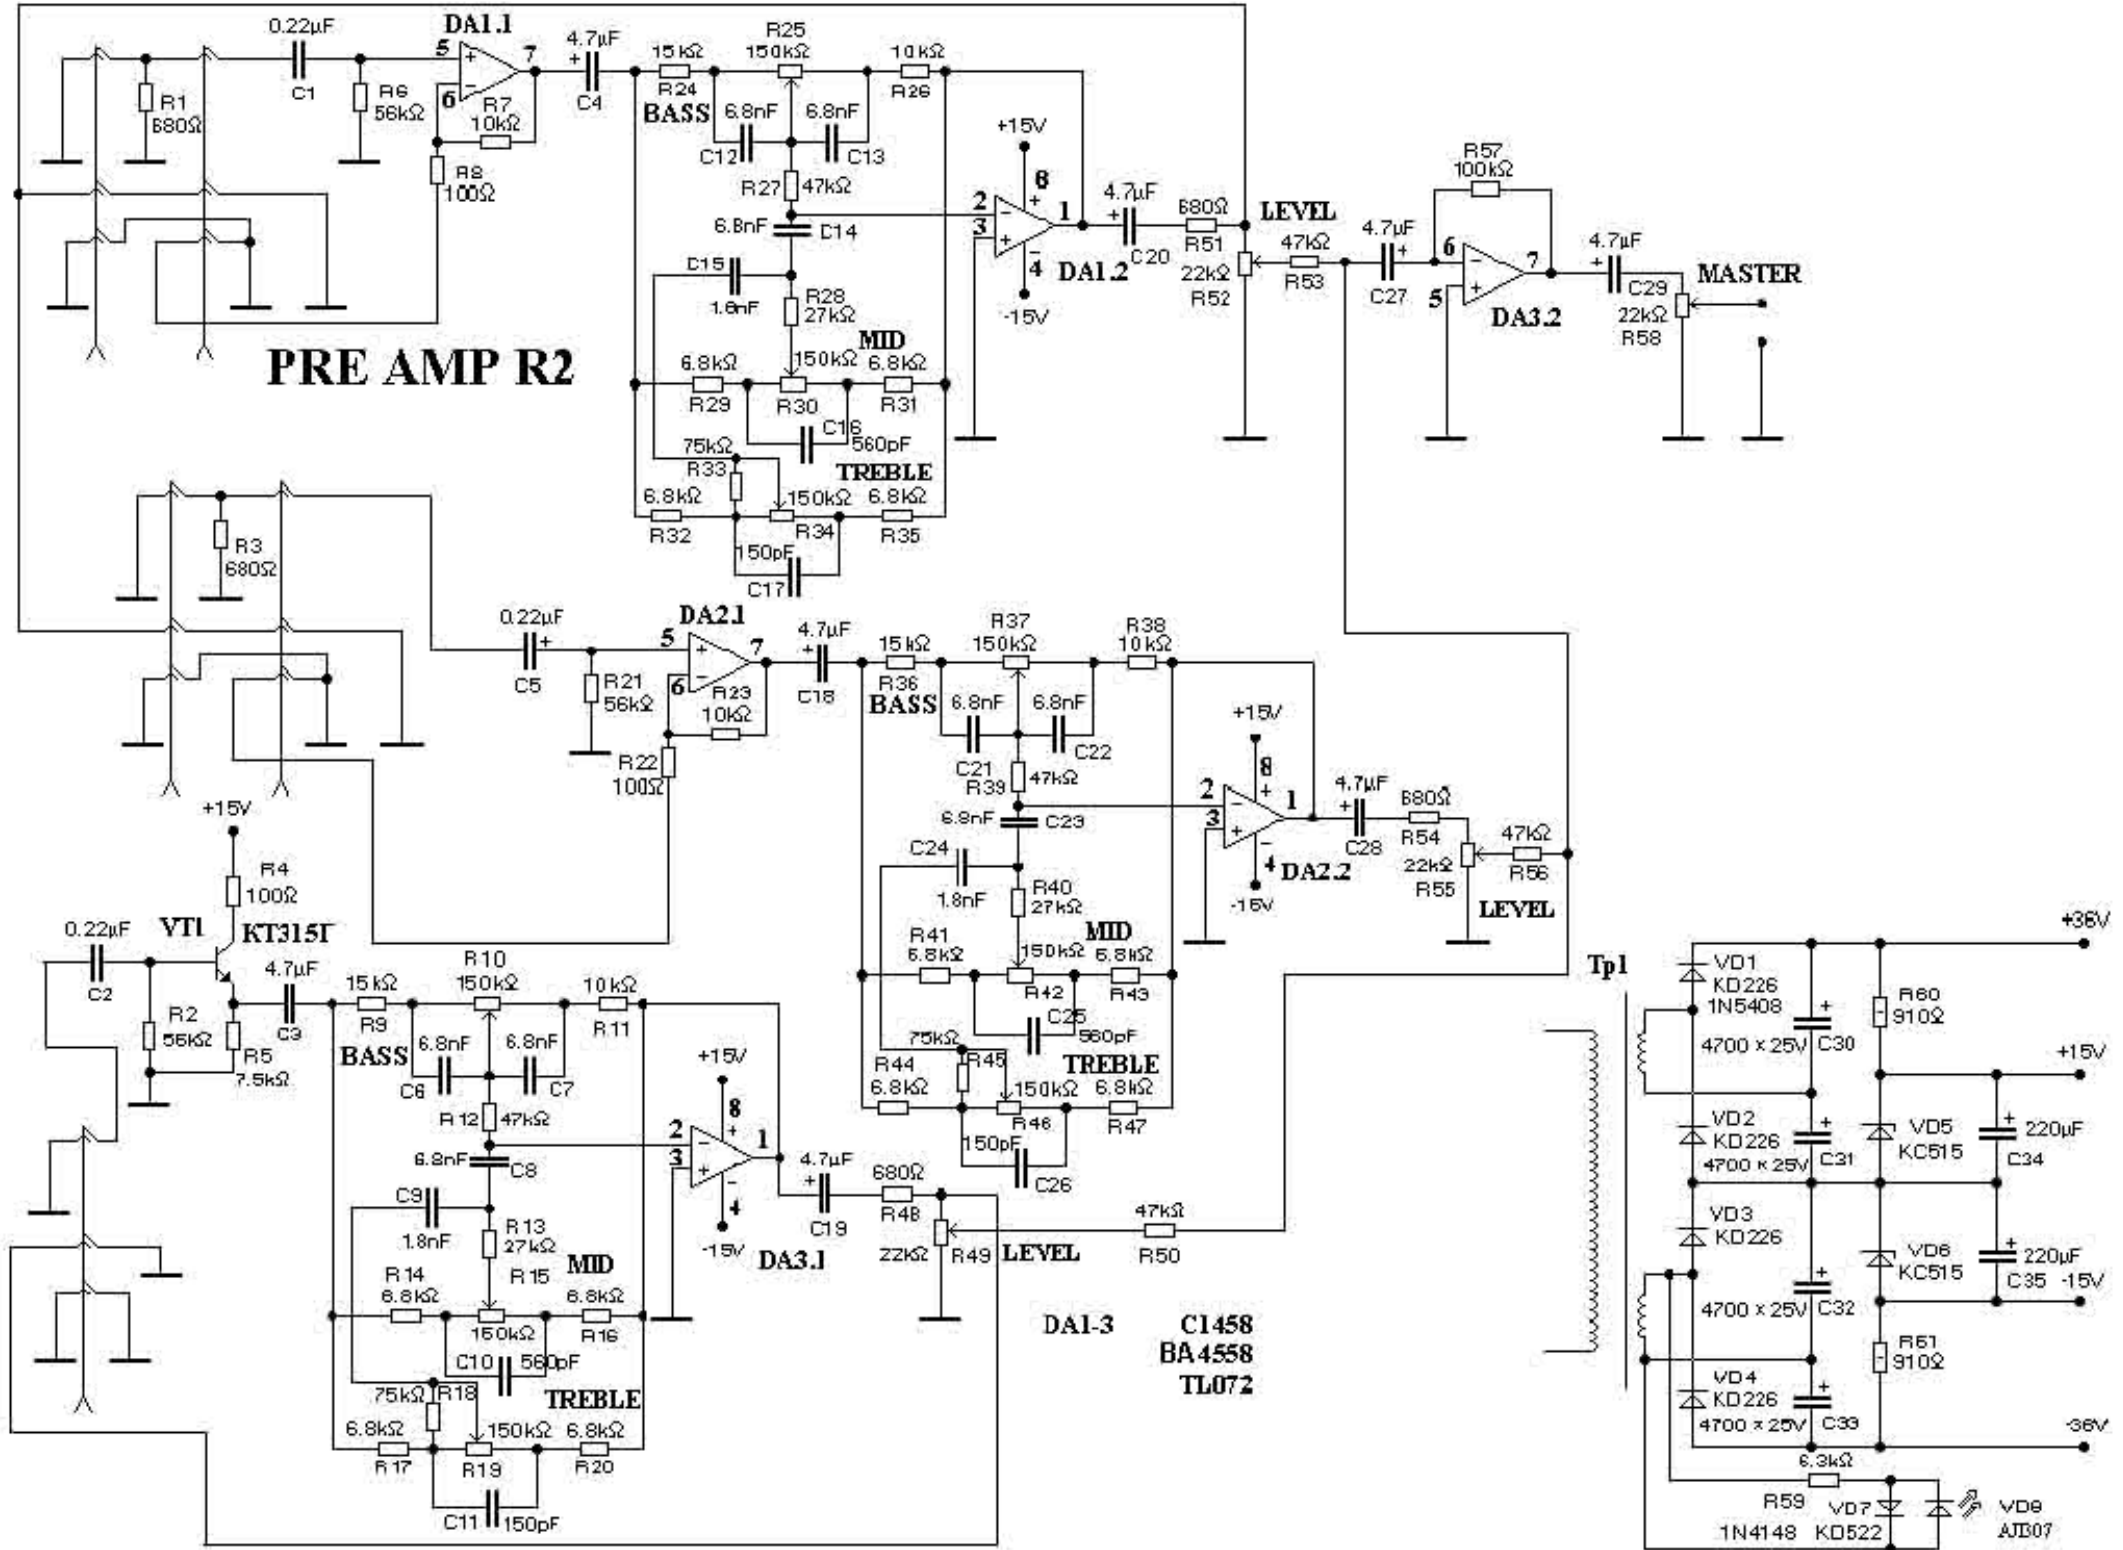 DA1.1
0.22µF
5
7
C1
6
R1
680Ω
R6
56kΩ
R7
10kΩ
R8
100Ω
4.7µF
C4
15kΩ
R24
BASS
R25
150kΩ
10kΩ
R26
6.8nF
6.8nF
C12
C13
R27
47kΩ
6.8nF
C14
C15
R28
27kΩ
MID
150kΩ
6.8kΩ
6.8kΩ
R29
R30
R31
C16
560pF
75kΩ
R33
TREBLE
6.8kΩ
150kΩ
6.8kΩ
R32
R34
R35
150pF
C17
+15V
2
3
1
4
-15V
DA1.2
4.7µF
C20
680Ω
R51
LEVEL
22kΩ
R52
47kΩ
R53
4.7µF
C27
R57
100kΩ
6
5
7
DA3.2
4.7µF
C29
MASTER
22kΩ
R58
PRE AMP R2
R3
680Ω
0.22µF
C5
DA2.1
5
6
7
R21
56kΩ
R23
10kΩ
R22
100Ω
4.7µF
C18
15kΩ
R36
BASS
R37
150kΩ
R38
10kΩ
6.8nF
6.8nF
C21
C22
R39
47kΩ
6.8nF
C23
C24
1.8nF
R40
27kΩ
+15V
8
2
3
1
4
-15V
DA2.2
4.7µF
C28
680Ω
R54
22kΩ
R55
47kΩ
R56
LEVEL
R41
6.8kΩ
150kΩ
MID
6.8kΩ
R42
R43
C25
560pF
75kΩ
R45
TREBLE
R44
6.8kΩ
150kΩ
6.8kΩ
R46
R47
150pF
C26
+15V
R4
100Ω
VT1
KT315Г
0.22µF
C2
R2
56kΩ
R5
7.5kΩ
4.7µF
C3
15kΩ
R9
BASS
R10
150kΩ
10kΩ
R11
6.8nF
6.8nF
C6
C7
R12
47kΩ
6.8nF
C8
C9
1.8nF
R13
27kΩ
R15
MID
R14
6.8kΩ
150kΩ
6.8kΩ
R16
C10
560pF
75kΩ
R18
TREBLE
6.8kΩ
150kΩ
6.8kΩ
R17
R19
R20
C11
150pF
+15V
8
2
3
1
4
-15V
DA3.1
4.7µF
C19
680Ω
R48
22kΩ
R49
LEVEL
47kΩ
R50
DA1-3
C1458
BA4558
TL072
Tp1
+36V
VD1
KD226
1N5408
4700 × 25V
C30
R60
910Ω
+15V
VD2
KD226
4700 × 25V
C31
VD5
KC515
220µF
C34
VD3
KD226
4700 × 25V
C32
VD6
KC515
220µF
C35
-15V
VD4
KD226
4700 × 25V
C33
R61
910Ω
-36V
6.3kΩ
R59
VD7
1N4148
KD522